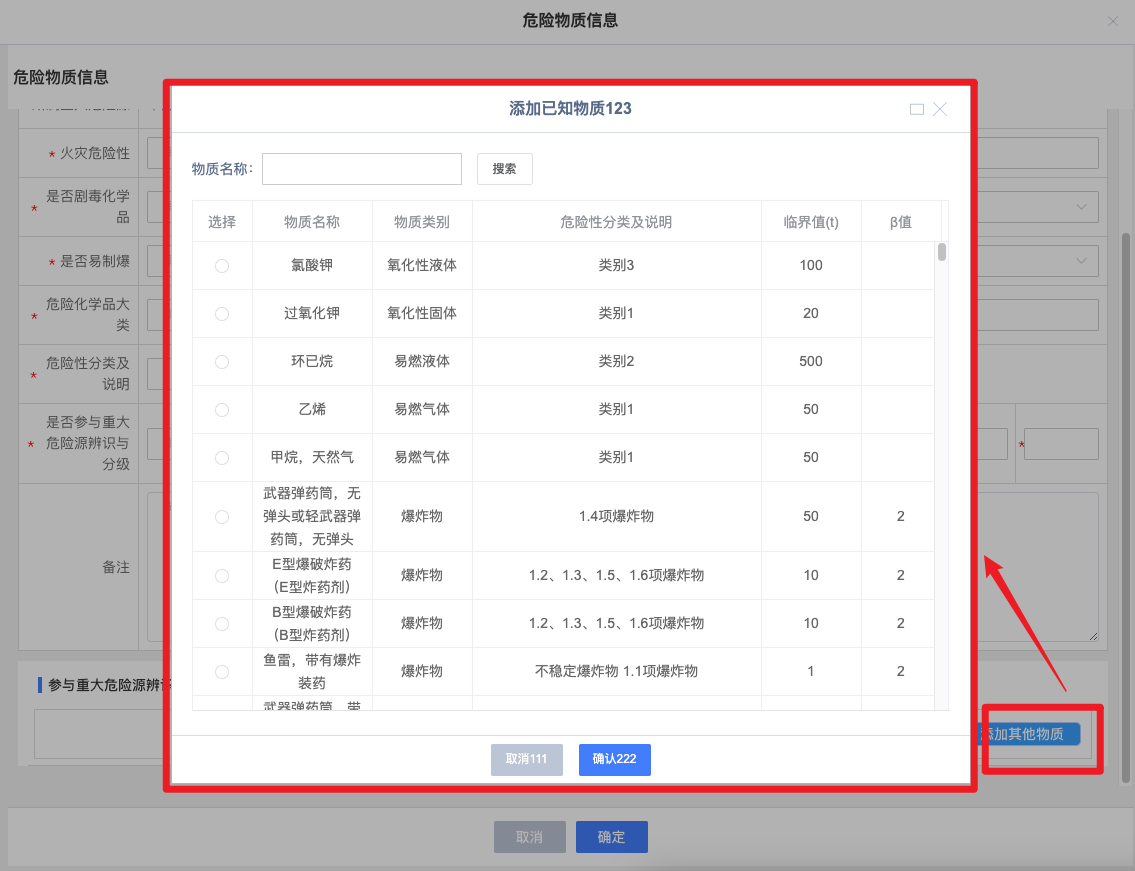 危险物质信息
危险物质信息
添加已知物质123
物质名称：
搜索
选择 物质名称 物质类别 危险性分类及说明 临界值(t) β值
氯酸钾 氧化性液体 类别3 100
过氧化钾 氧化性固体 类别1 20
环已烷 易燃液体 类别2 500
乙烯 易燃气体 类别1 50
甲烷，天然气 易燃气体 类别1 50
武器弹药筒，无
弹头或轻武器弹
药筒，无弹头
爆炸物 1.4项爆炸物 50 2
E型爆破炸药
（E型炸药剂）
爆炸物 1.2、1.3、1.5、1.6项爆炸物 10 2
B型爆破炸药
（B型炸药剂）
爆炸物 1.2、1.3、1.5、1.6项爆炸物 10 2
鱼雷，带有爆炸
装药
爆炸物 不稳定爆炸物 1.1项爆炸物 1 2
武器弹药筒，带
取消111 确认222
* 火灾危险性
* 是否剧毒化学
品
* 是否易制爆
* 危险化学品大
类
* 危险性分类及
说明
* 是否参与重大
危险源辨识与
分级
*
备注
参与重大危险源辨识
添加其他物质
取消 确定